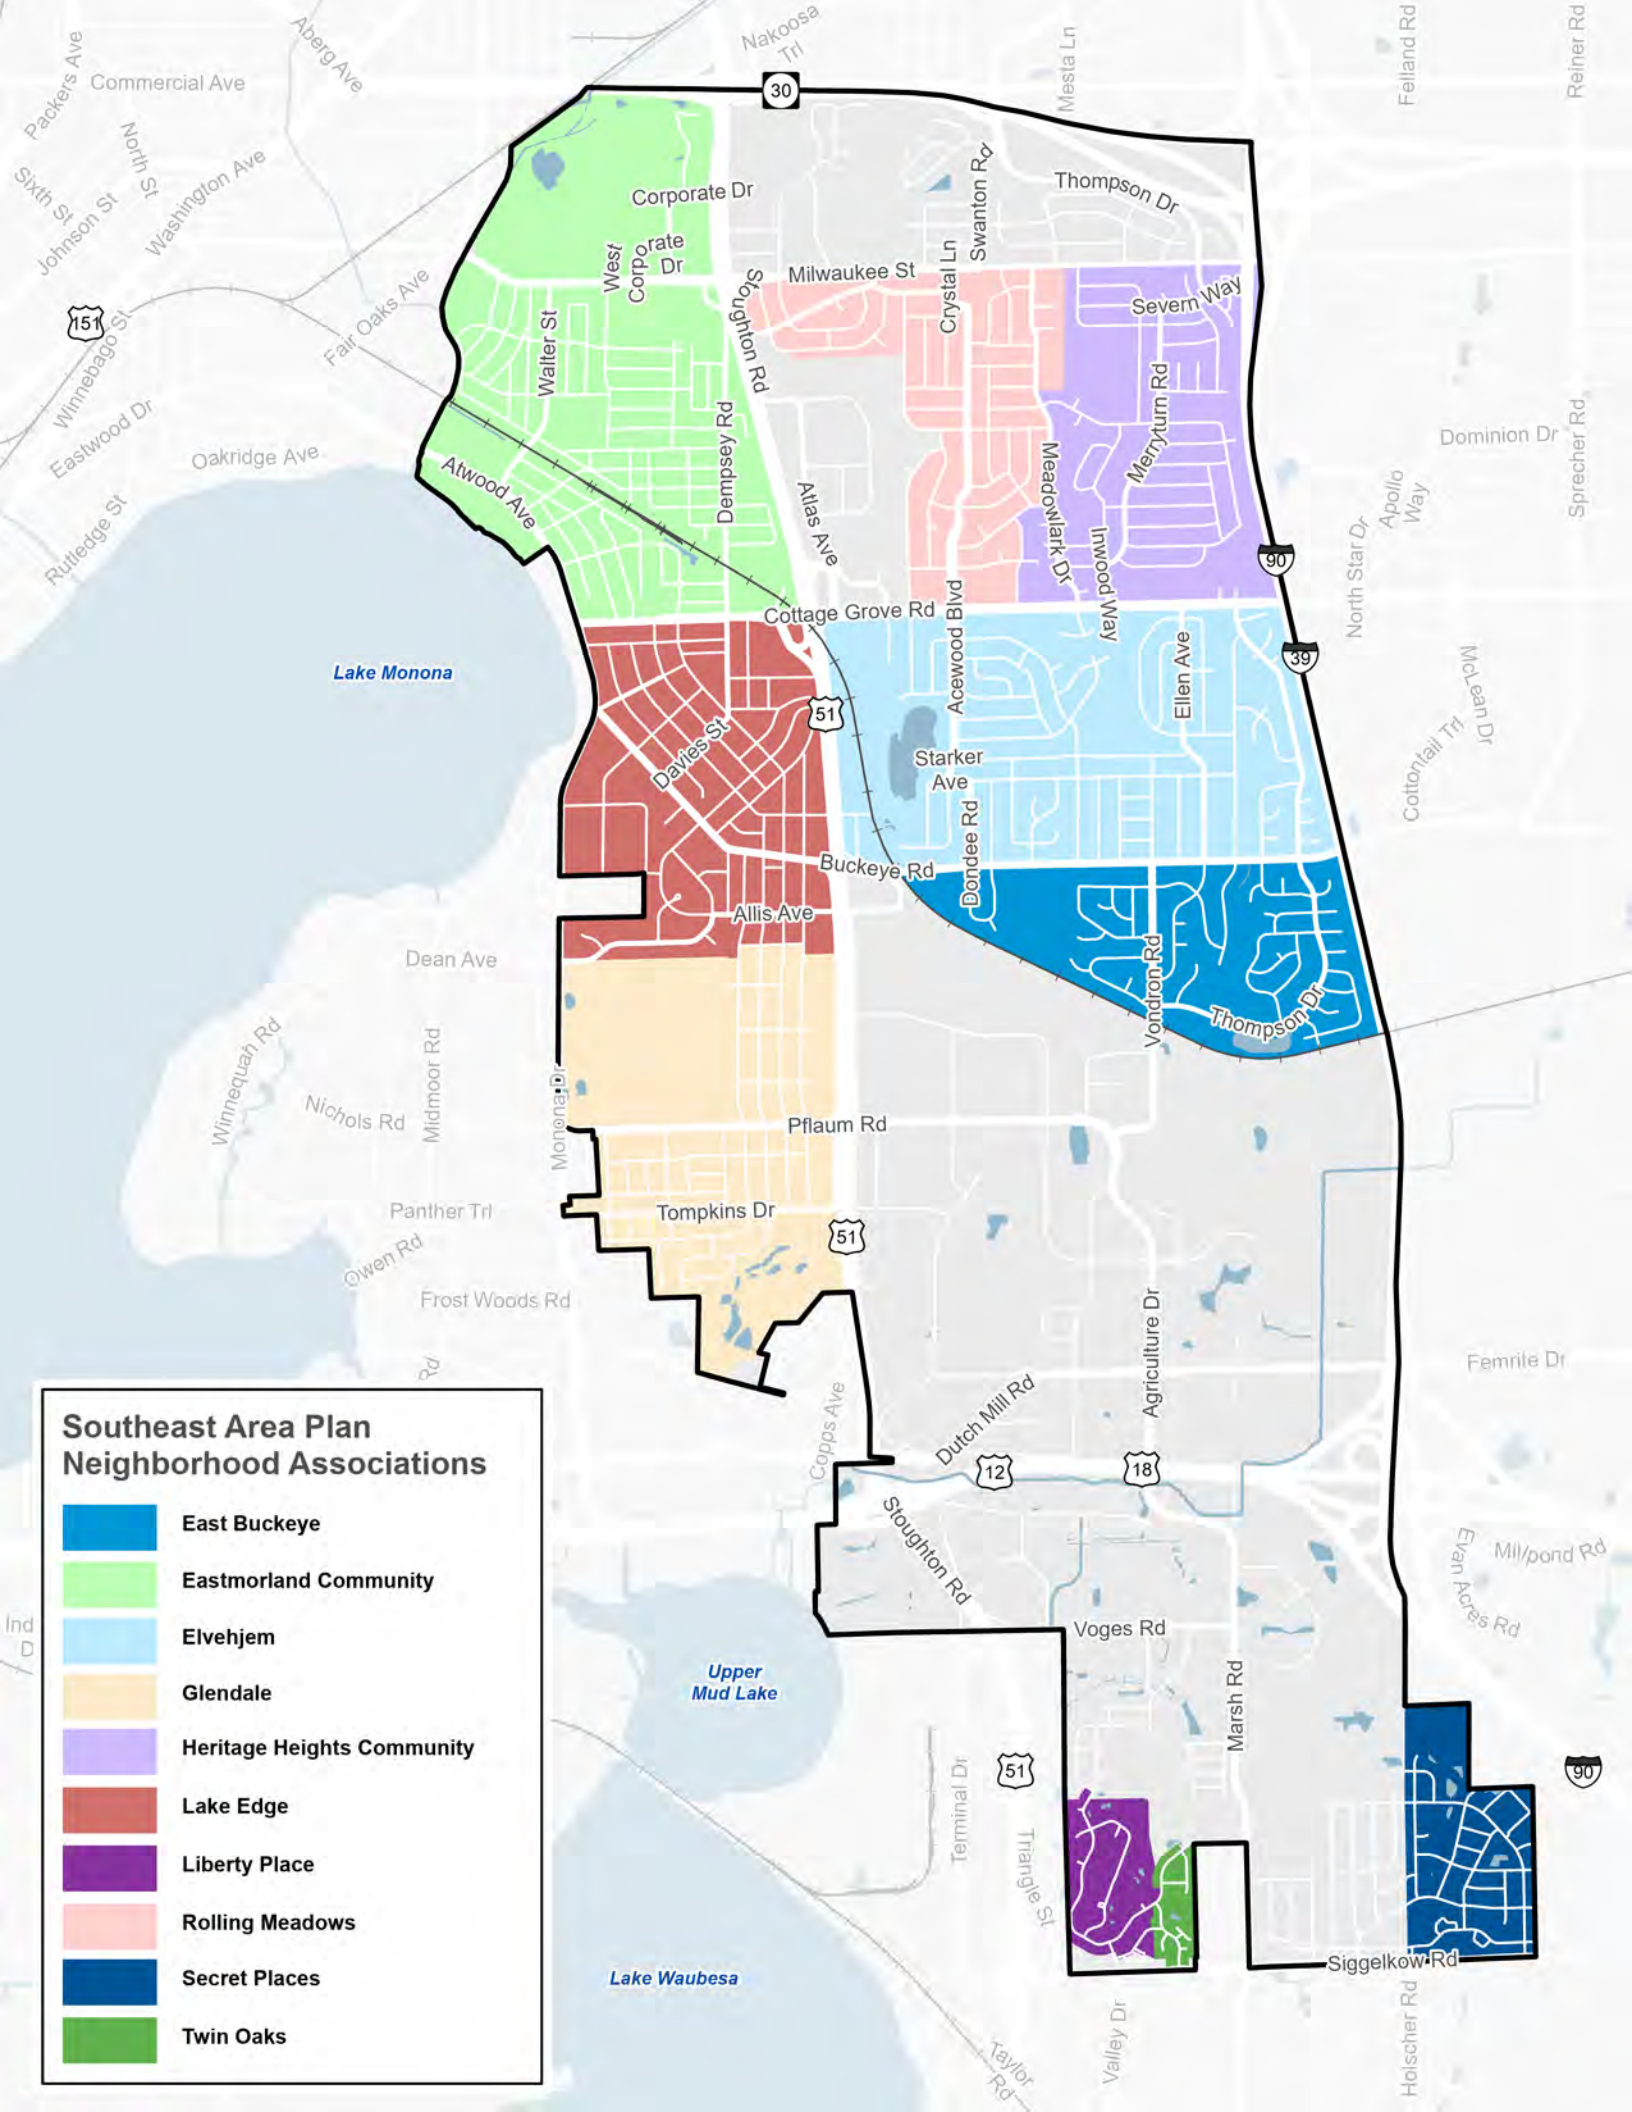 Nakoosa
Trl
Aberg Ave
Packers Ave
Commercial Ave
Mesta Ln
Felland Rd
Reiner Rd
30
North St
Sixth St
Johnson St
Washington Ave
Corporate Dr
Swanton Rd
Thompson Dr
West
Corporate
Dr
Milwaukee St
Crystal Ln
Severn Way
151
Winnebago St
Fair Oaks Ave
Walter St
Stoughton Rd
Merryturn Rd
Eastwood Dr
Oakridge Ave
Dempsey Rd
Dominion Dr
Sprecher Rd
Atwood Ave
Atlas Ave
Meadowlark Dr
Inwood Way
Apollo
Way
Rutledge St
North Star Dr
90
Cottage Grove Rd
Acewood Blvd
Ellen Ave
39
Lake Monona
McLean Dr
51
Davies St
Starker
Ave
Cottontail Trl
Dondee Rd
Buckeye Rd
Allis Ave
Dean Ave
Vondron Rd
Thompson Dr
Winnequah Rd
Midmoor Rd
Monona Dr
Nichols Rd
Pflaum Rd
Panther Trl
Tompkins Dr
51
Owen Rd
Frost Woods Rd
Agriculture Dr
Rd
Femrite Dr
Copps Ave
Dutch Mill Rd
12
18
Stoughton Rd
Evan Acres Rd
Millpond Rd
Ind
D
Voges Rd
Upper
Mud Lake
Marsh Rd
51
90
Terminal Dr
Triangle St
Siggelkow Rd
Lake Waubesa
Valley Dr
Holscher Rd
Taylor
Rd
Southeast Area Plan
Neighborhood Associations
East Buckeye
Eastmorland Community
Elvehjem
Glendale
Heritage Heights Community
Lake Edge
Liberty Place
Rolling Meadows
Secret Places
Twin Oaks